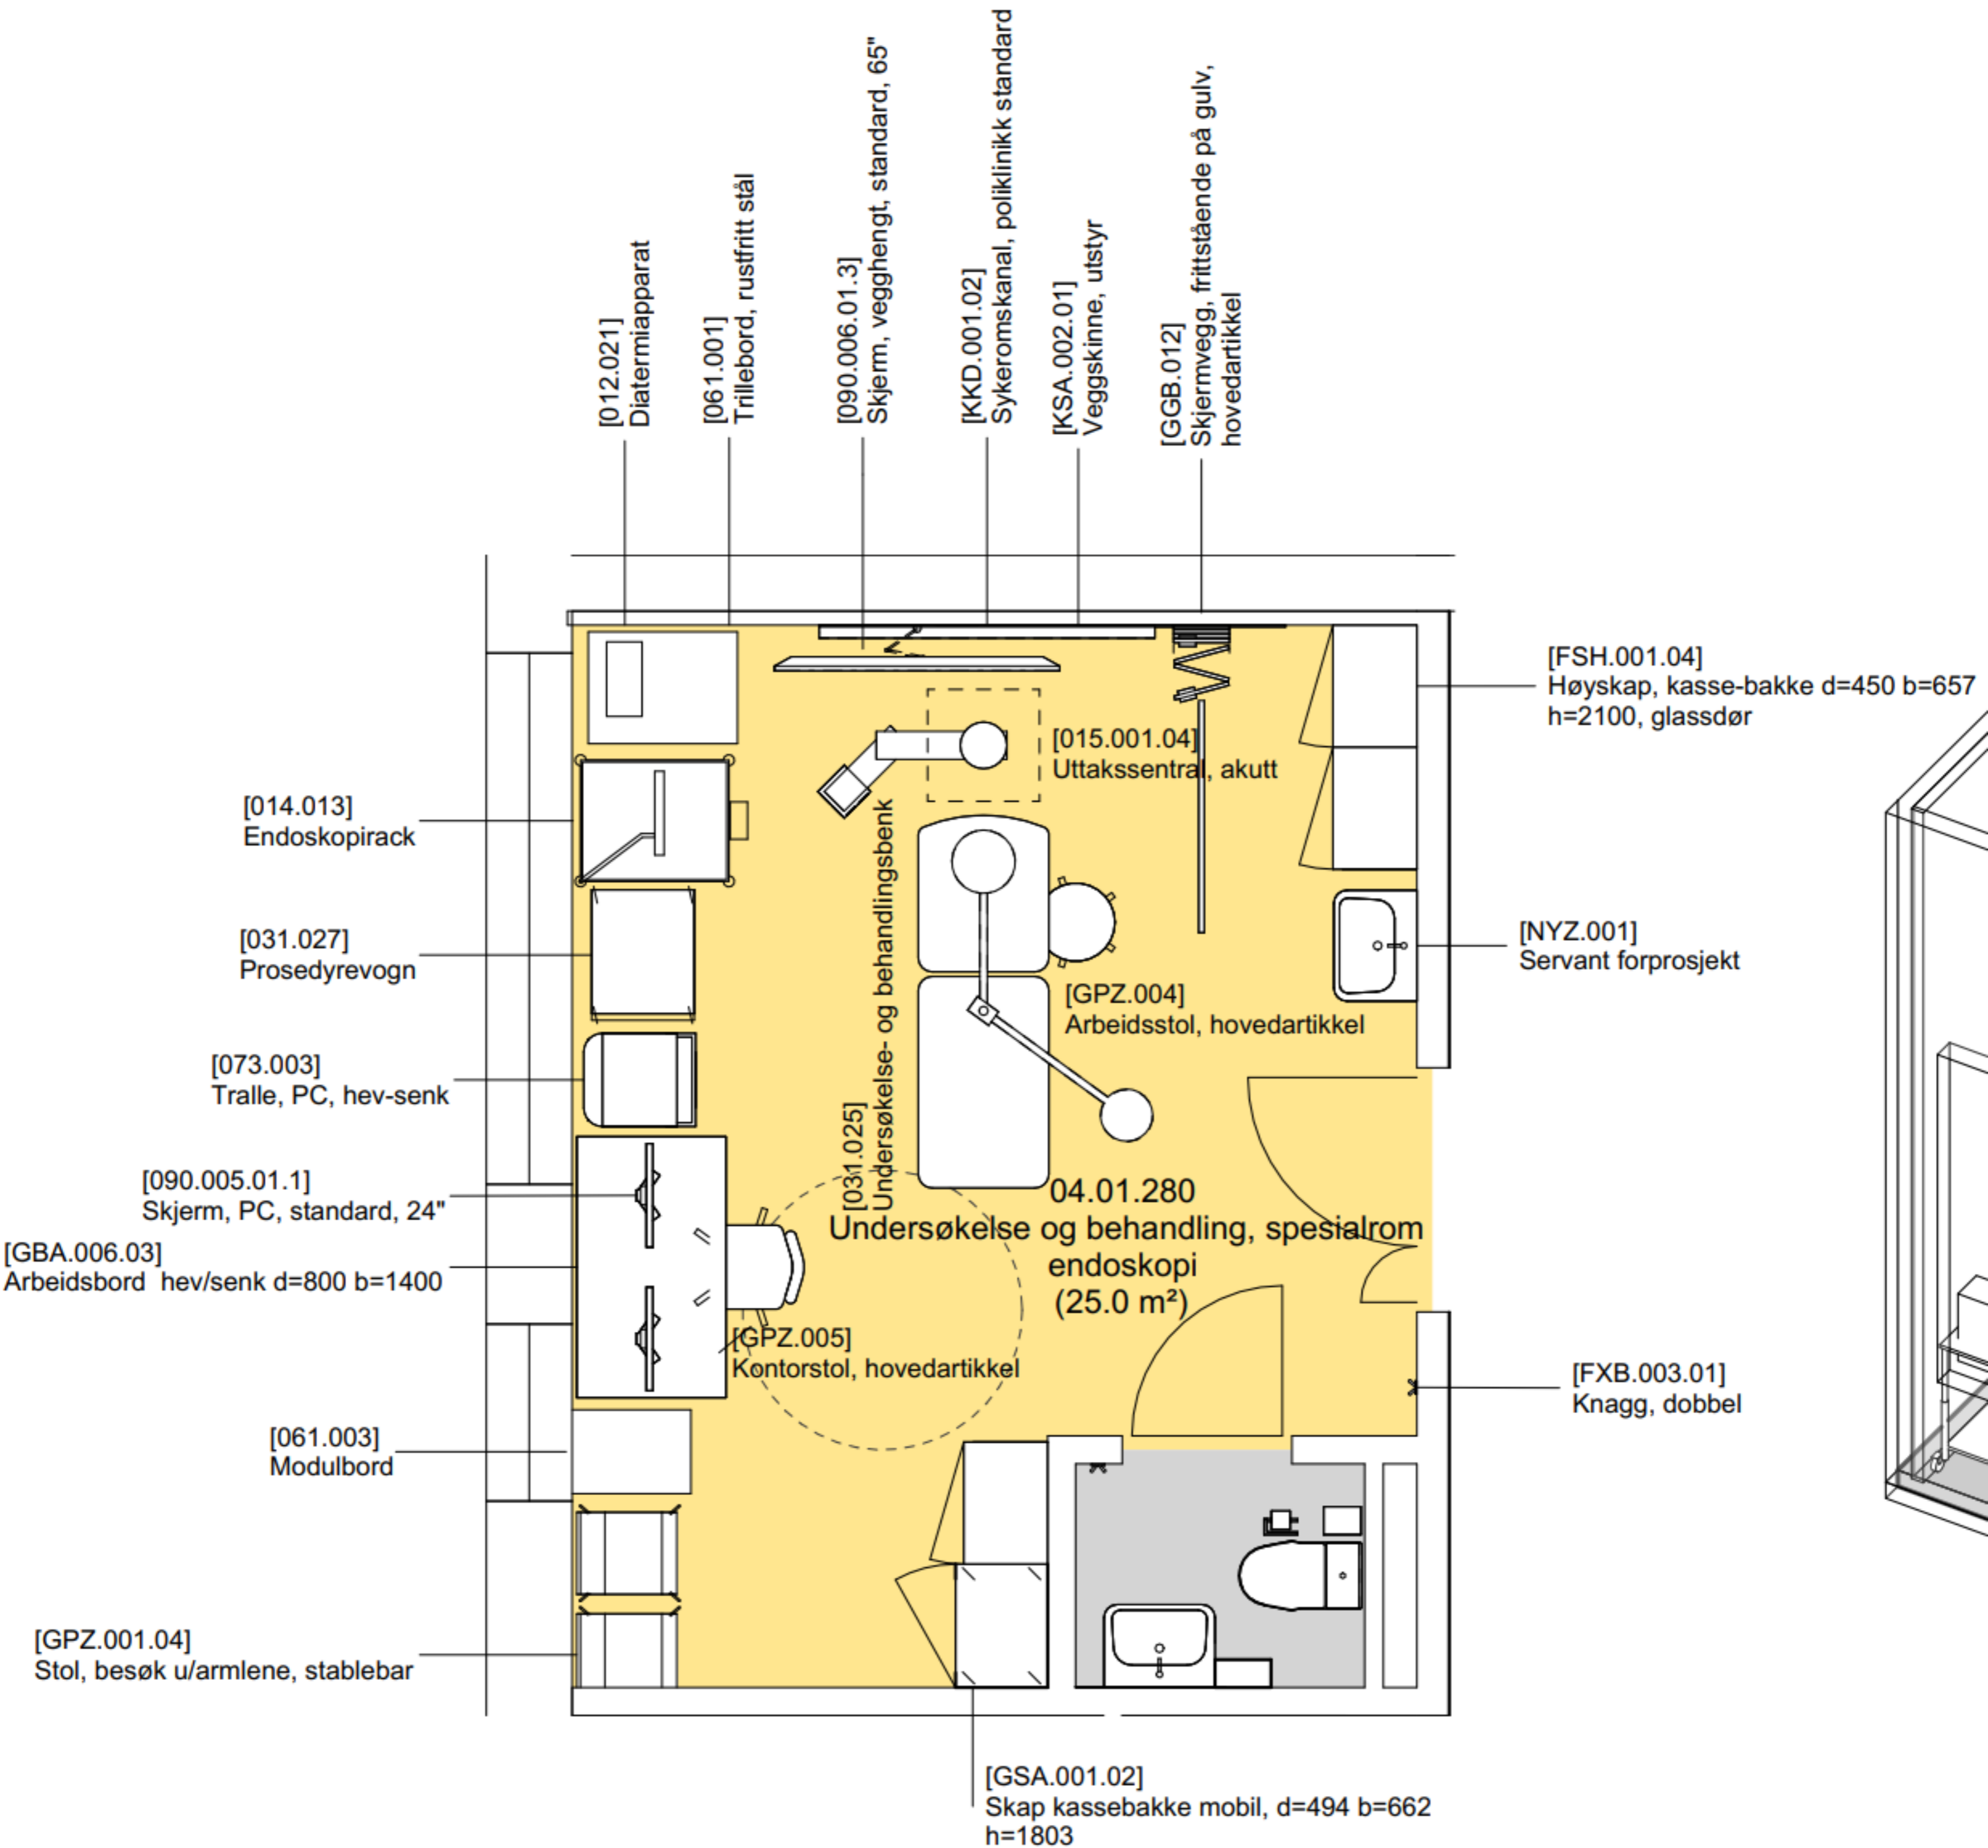 [012.021]
Diatermiapparat
[061.001]
Trillebord, rustfritt stål
[090.006.01.3]
Skjerm, vegghengt, standard, 65"
[KKD.001.02]
Sykeromskanal, poliklinikk standard
[KSA.002.01]
Veggskinne, utstyr
[GGB.012]
Skjermvegg, frittstående på gulv,
hovedartikkel
[FSH.001.04]
Høyskap, kasse-bakke d=450 b=657
h=2100, glassdør
[015.001.04]
Uttakssentral, akutt
[014.013]
Endoskopirack
[031.027]
Prosedyrevogn
[NYZ.001]
Servant forprosjekt
[GPZ.004]
Arbeidsstol, hovedartikkel
[031.025]
Undersøkelse- og behandlingsbenk
[073.003]
Tralle, PC, hev-senk
[090.005.01.1]
Skjerm, PC, standard, 24"
[GBA.006.03]
Arbeidsbord  hev/senk d=800 b=1400
04.01.280
Undersøkelse og behandling, spesialrom
endoskopi
(25.0 m²)
[GPZ.005]
Kontorstol, hovedartikkel
[FXB.003.01]
Knagg, dobbel
[061.003]
Modulbord
[GPZ.001.04]
Stol, besøk u/armlene, stablebar
[GSA.001.02]
Skap kassebakke mobil, d=494 b=662
h=1803